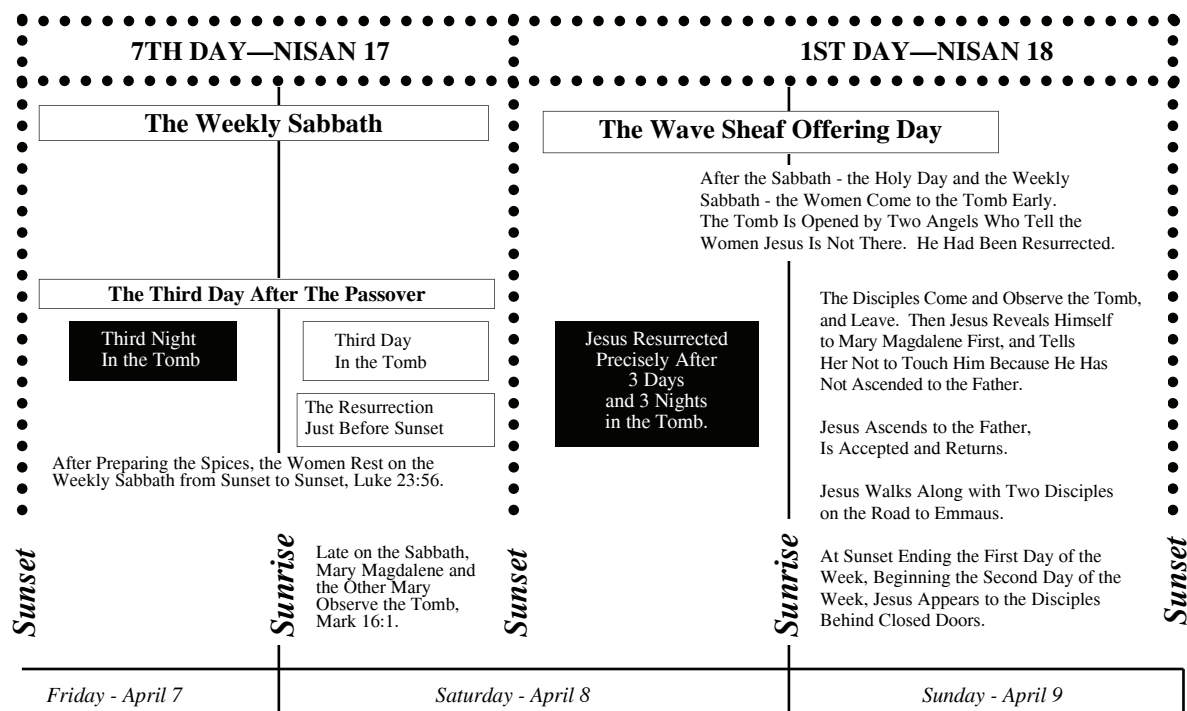 7TH DAY—NISAN 17
1ST DAY—NISAN 18
The Weekly Sabbath
The Third Day After The Passover
Third Night
In the Tomb
Third Day
In the Tomb
The Resurrection
Just Before Sunset
After Preparing the Spices, the Women Rest on the
Weekly Sabbath from Sunset to Sunset, Luke 23:56.
Late on the Sabbath,
Mary Magdalene and
the Other Mary
Observe the Tomb,
Mark 16:1.
The Wave Sheaf Offering Day
After the Sabbath - the Holy Day and the Weekly
Sabbath - the Women Come to the Tomb Early.
The Tomb Is Opened by Two Angels Who Tell the
Women Jesus Is Not There.  He Had Been Resurrected.
Jesus Resurrected
Precisely After
3 Days
and 3 Nights
in the Tomb.
The Disciples Come and Observe the Tomb,
and Leave.  Then Jesus Reveals Himself
to Mary Magdalene First, and Tells
Her Not to Touch Him Because He Has
Not Ascended to the Father.
Jesus Ascends to the Father,
Is Accepted and Returns.
Jesus Walks Along with Two Disciples
on the Road to Emmaus.
At Sunset Ending the First Day of the
Week, Beginning the Second Day of the
Week, Jesus Appears to the Disciples
Behind Closed Doors.
Sunset
Sunrise
Sunset
Sunrise
Sunset
Friday - April 7
Saturday - April 8
Sunday - April 9